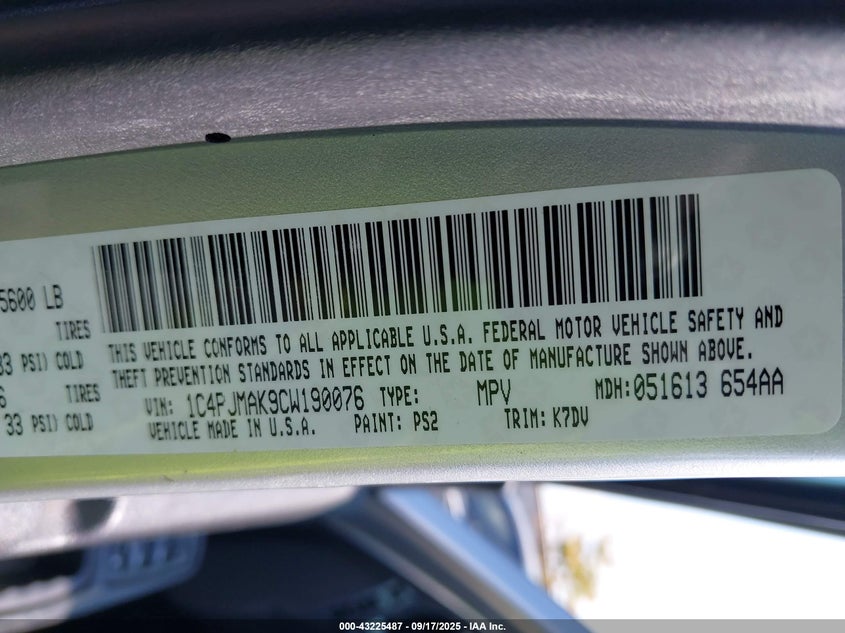 5600 LB
TIRES
33 PSI) COLD
TIRES
33 PSI) COLD
THIS VEHICLE CONFORMS TO ALL APPLICABLE U.S.A. FEDERAL MOTOR VEHICLE SAFETY AND
THEFT PREVENTION STANDARDS IN EFFECT ON THE DATE OF MANUFACTURE SHOWN ABOVE.
VIN: 1C4PJMAK9CW190076 TYPE: MPV MDH:051613 654AA
VEHICLE MADE IN U.S.A. PAINT: PS2 TRIM: K7DV
000-43225487 - 09/17/2025 - IAA Inc.